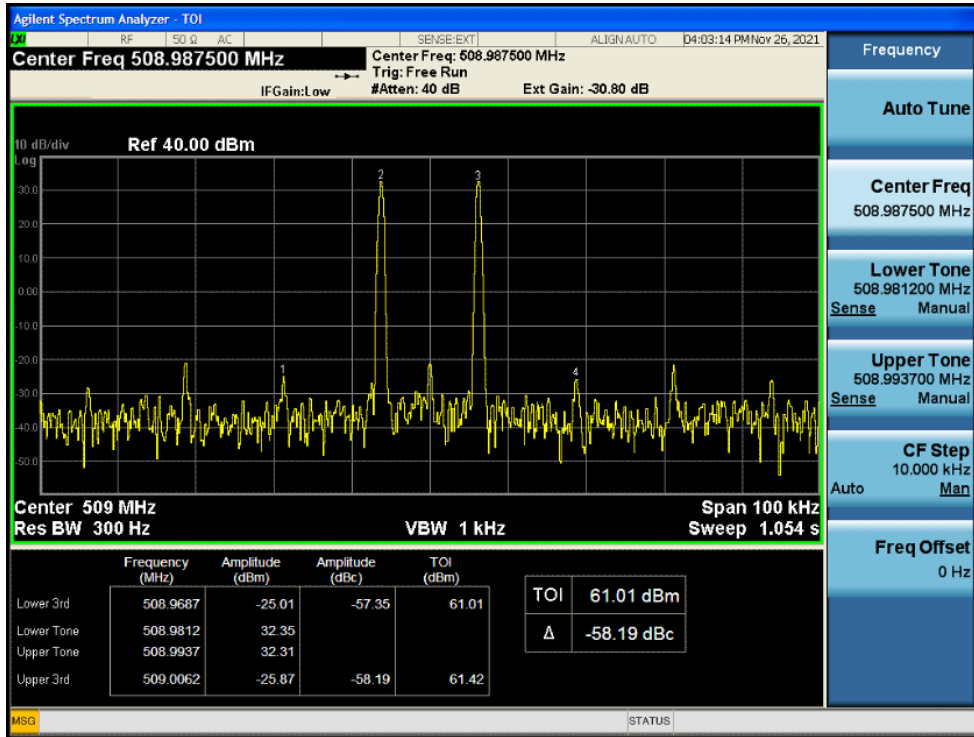 Agilent Spectrum Analyzer - TOI
LXI RF 50 Ω AC SENSE:EXT ALIGN AUTO 04:03:14 PM Nov 26, 2021
Center Freq 508.987500 MHz
Center Freq: 508.987500 MHz
Trig: Free Run
IFGain:Low #Atten: 40 dB Ext Gain: -30.80 dB
10 dB/div Ref 40.00 dBm
Log
30.0
20.0
10.0
0.00
-10.0
-20.0
-30.0
-40.0
-50.0
2 3
1 4
Center 509 MHz Span 100 kHz
Res BW 300 Hz VBW 1 kHz Sweep 1.054 s
Frequency (MHz) Amplitude (dBm) Amplitude (dBc) TOI (dBm)
Lower 3rd 508.9687 -25.01 -57.35 61.01
Lower Tone 508.9812 32.35
Upper Tone 508.9937 32.31
Upper 3rd 509.0062 -25.87 -58.19 61.42
TOI 61.01 dBm
Δ -58.19 dBc
MSG STATUS
Frequency
Auto Tune
Center Freq
508.987500 MHz
Lower Tone
508.981200 MHz
Sense Manual
Upper Tone
508.993700 MHz
Sense Manual
CF Step
10.000 kHz
Auto Man
Freq Offset
0 Hz